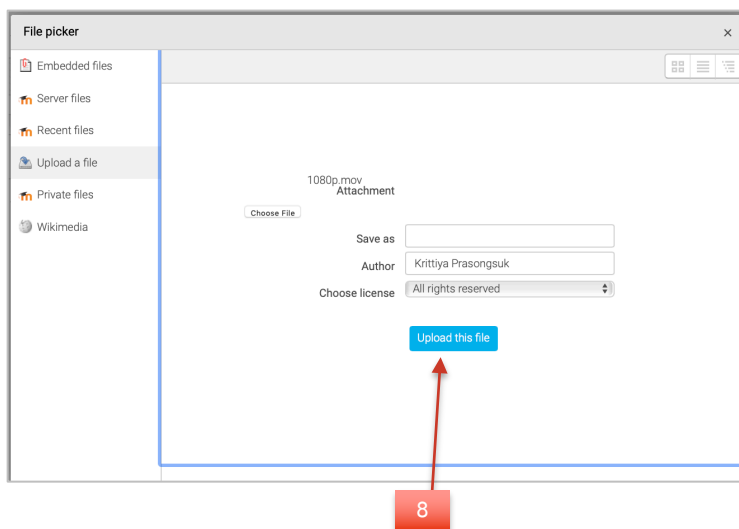 File picker
×
Embedded files
Server files
Recent files
Upload a file
Private files
Wikimedia
1080p.mov
Attachment
Choose File
Save as
Author
Krittiya Prasongsuk
Choose license
All rights reserved
Upload this file
8